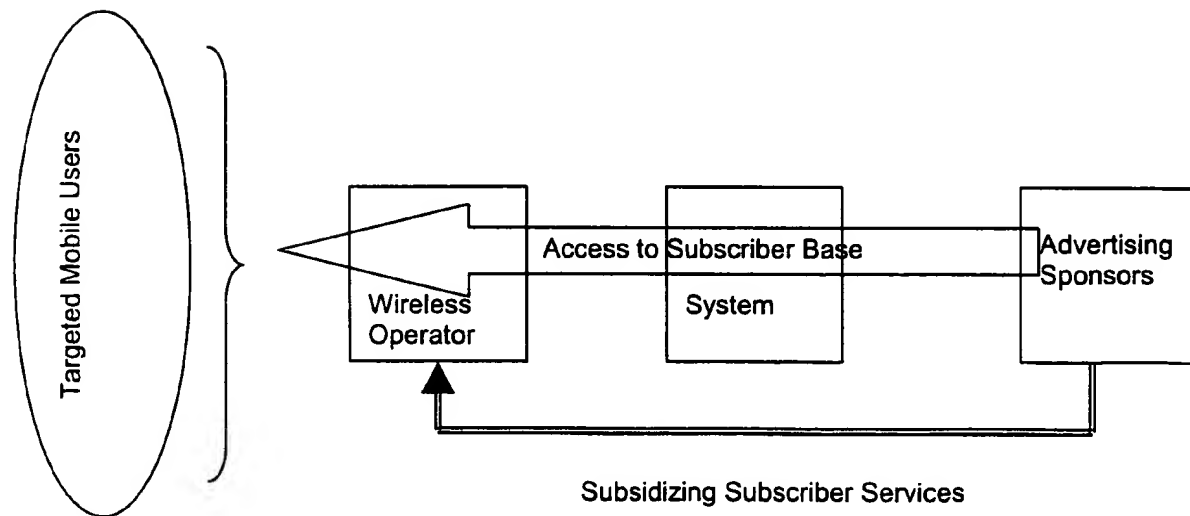 Targeted Mobile Users
Access to Subscriber Base
Advertising
Sponsors
Wireless
Operator
System
Subsidizing Subscriber Services